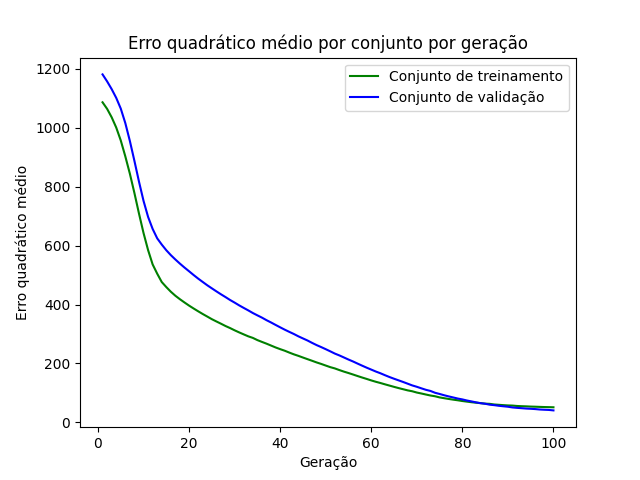 Erro quadrático médio por conjunto por geração
Conjunto de treinamento
Conjunto de validação
Erro quadrático médio
1200
1000
800
600
400
200
0
0 20 40 60 80 100
Geração